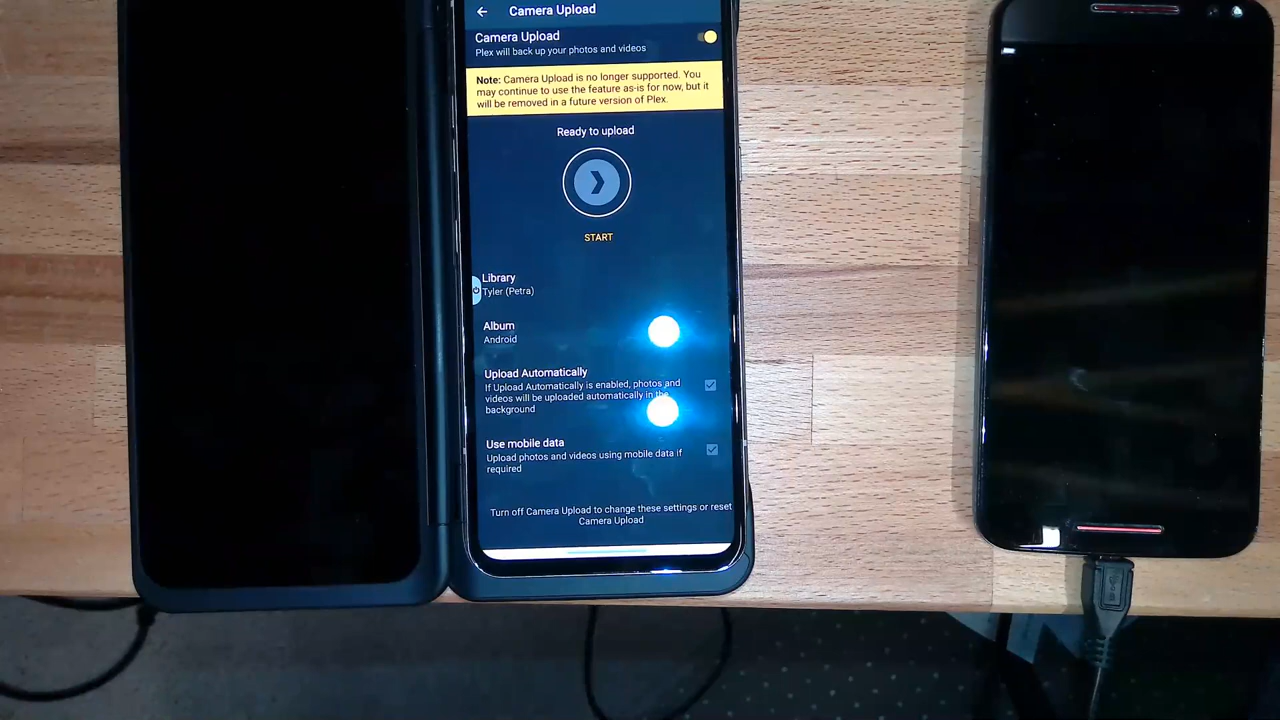 Camera Upload
Camera Upload
Plex will back up your photos and videos
Note: Camera Upload is no longer supported. You
may continue to use the feature as-is for now, but it
will be removed in a future version of Plex.
Ready to upload
START
Library
Tyler (Petra)
Album
Android
Upload Automatically
If Upload Automatically is enabled, photos and
videos will be uploaded automatically in the
background
Use mobile data
Upload photos and videos using mobile data if
required
Turn off Camera Upload to change these settings or reset
Camera Upload